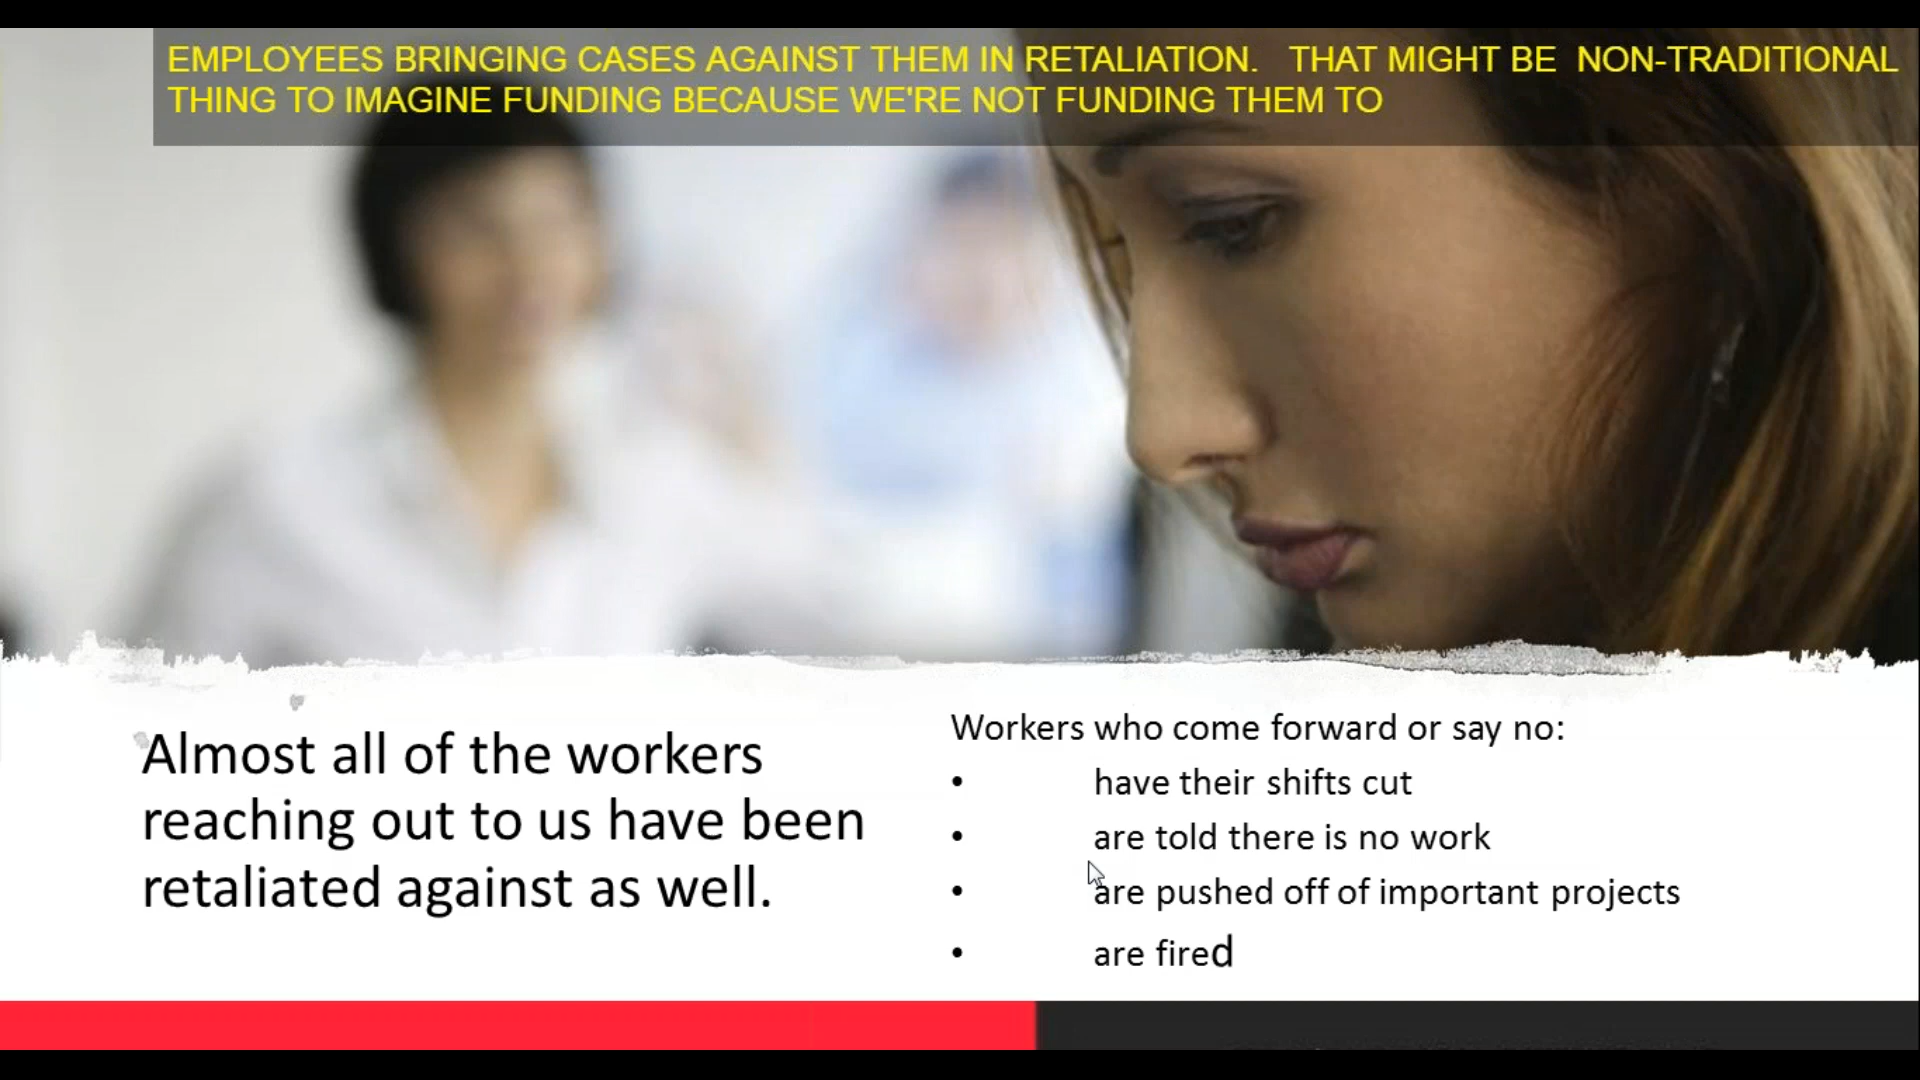 EMPLOYEES BRINGING CASES AGAINST THEM IN RETALIATION.   THAT MIGHT BE  NON-TRADITIONAL
THING TO IMAGINE FUNDING BECAUSE WE'RE NOT FUNDING THEM TO
Almost all of the workers
reaching out to us have been
retaliated against as well.
Workers who come forward or say no:
• have their shifts cut
• are told there is no work
• are pushed off of important projects
• are fired